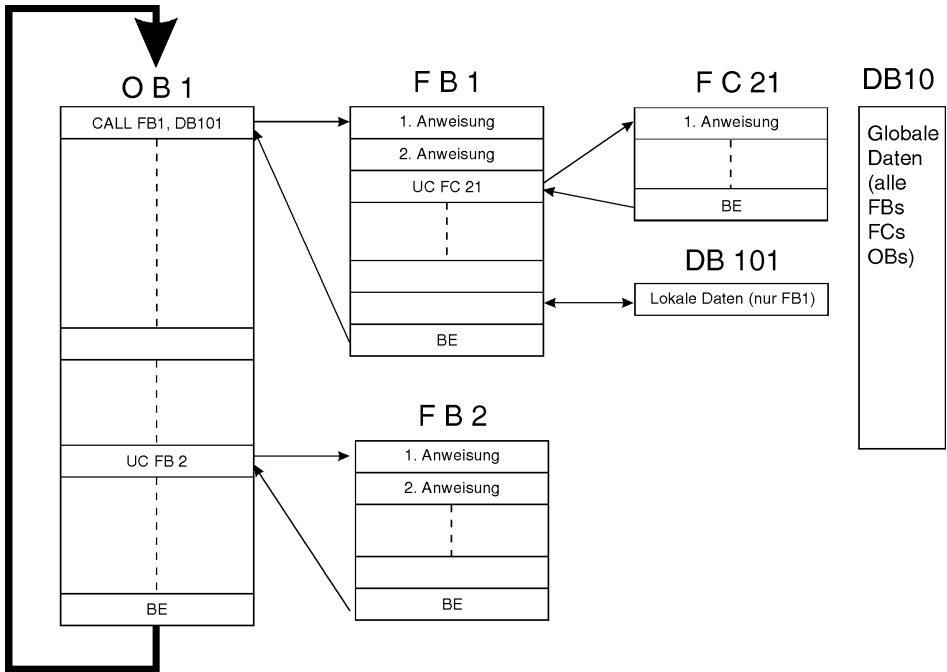 O B 1
CALL FB1, DB101
UC FB 2
BE
F B 1
1. Anweisung
2. Anweisung
UC FC 21
BE
F C 21
1. Anweisung
BE
DB 101
Lokale Daten (nur FB1)
F B 2
1. Anweisung
2. Anweisung
BE
DB10
Globale
Daten
(alle
FBs
FCs
OBs)